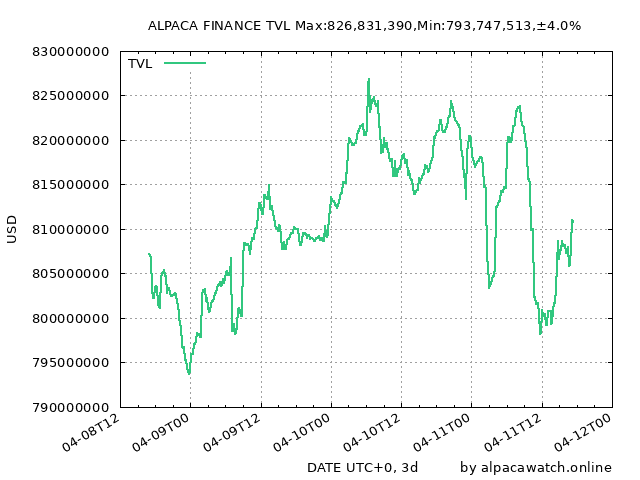 ALPACA FINANCE TVL Max:826,831,390,Min:793,747,513,±4.0%
830000000
TVL
825000000
820000000
815000000
810000000
805000000
800000000
795000000
790000000
USD
04-08T12
04-09T00
04-09T12
04-10T00
04-10T12
04-11T00
04-11T12
04-12T00
DATE UTC+0, 3d
by alpacawatch.online